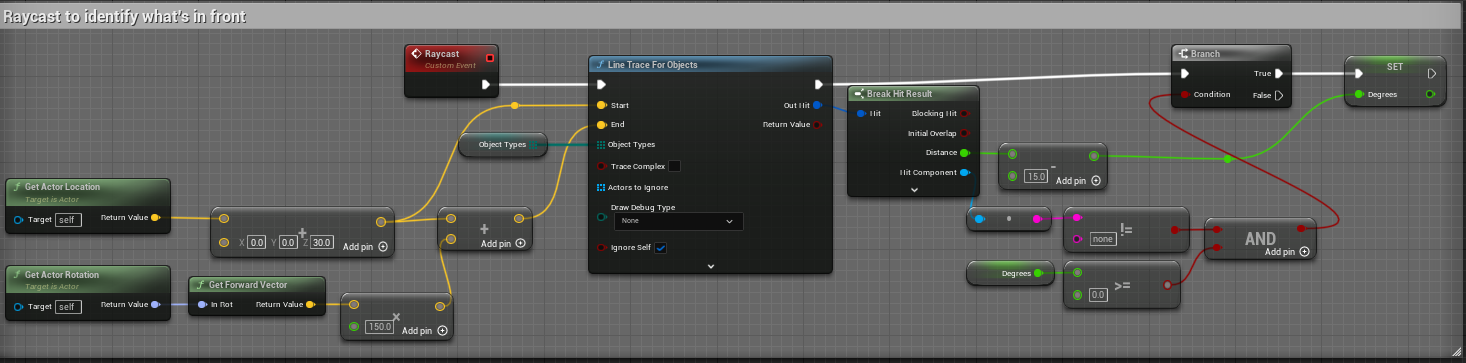 Raycast to identify what's in front
Raycast
Custom Event
Line Trace For Objects
Start
End
Object Types
Trace Complex
Actors to Ignore
Draw Debug Type
None
Ignore Self
Out Hit
Return Value
Object Types
Get Actor Location
Target is Actor
Target self
Return Value
X 0.0 Y 0.0 Z 30.0
+
Add pin
+
Add pin
Get Actor Rotation
Target is Actor
Target self
Return Value
Get Forward Vector
In Rot
Return Value
150.0
×
Add pin
Break Hit Result
Hit
Blocking Hit
Initial Overlap
Distance
Hit Component
-
15.0
Add pin
none
!=
Degrees
0.0
>=
AND
Add pin
Branch
Condition
True
False
SET
Degrees